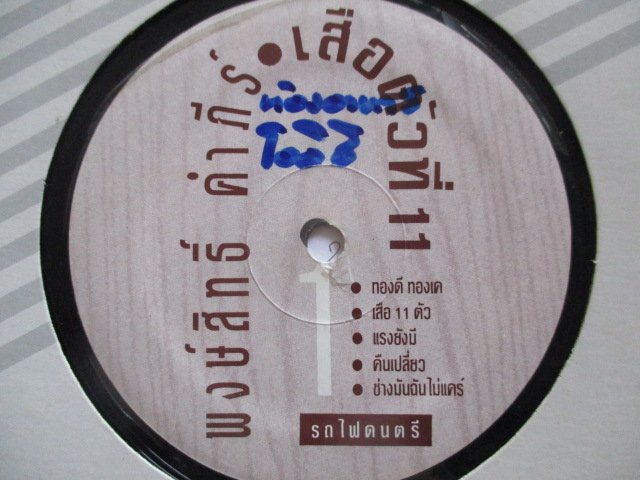 พงษ์สิทธิ์ คำภีร์ • เสือตัวที่ 11
1
• ทองดี ทองเค
• เสือ 11 ตัว
• แรงยังมี
• คืนเปลี่ยว
• ช่างมันฉันไม่แคร์
รถไฟดนตรี